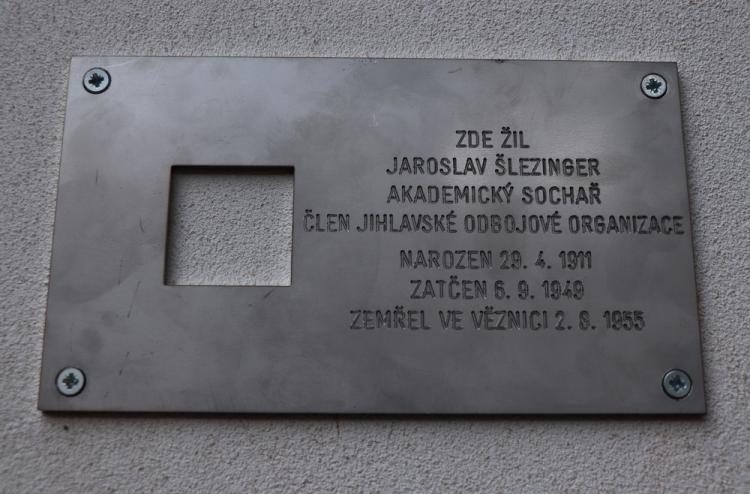 ZDE ŽIL
JAROSLAV ŠLEZINGER
AKADEMICKÝ SOCHAŘ
ČLEN JIHLAVSKÉ ODBOJOVÉ ORGANIZACE
NAROZEN 29. 4. 1911
ZATČEN 6. 9. 1949
ZEMŘEL VE VĚZNICI 2. 8. 1955